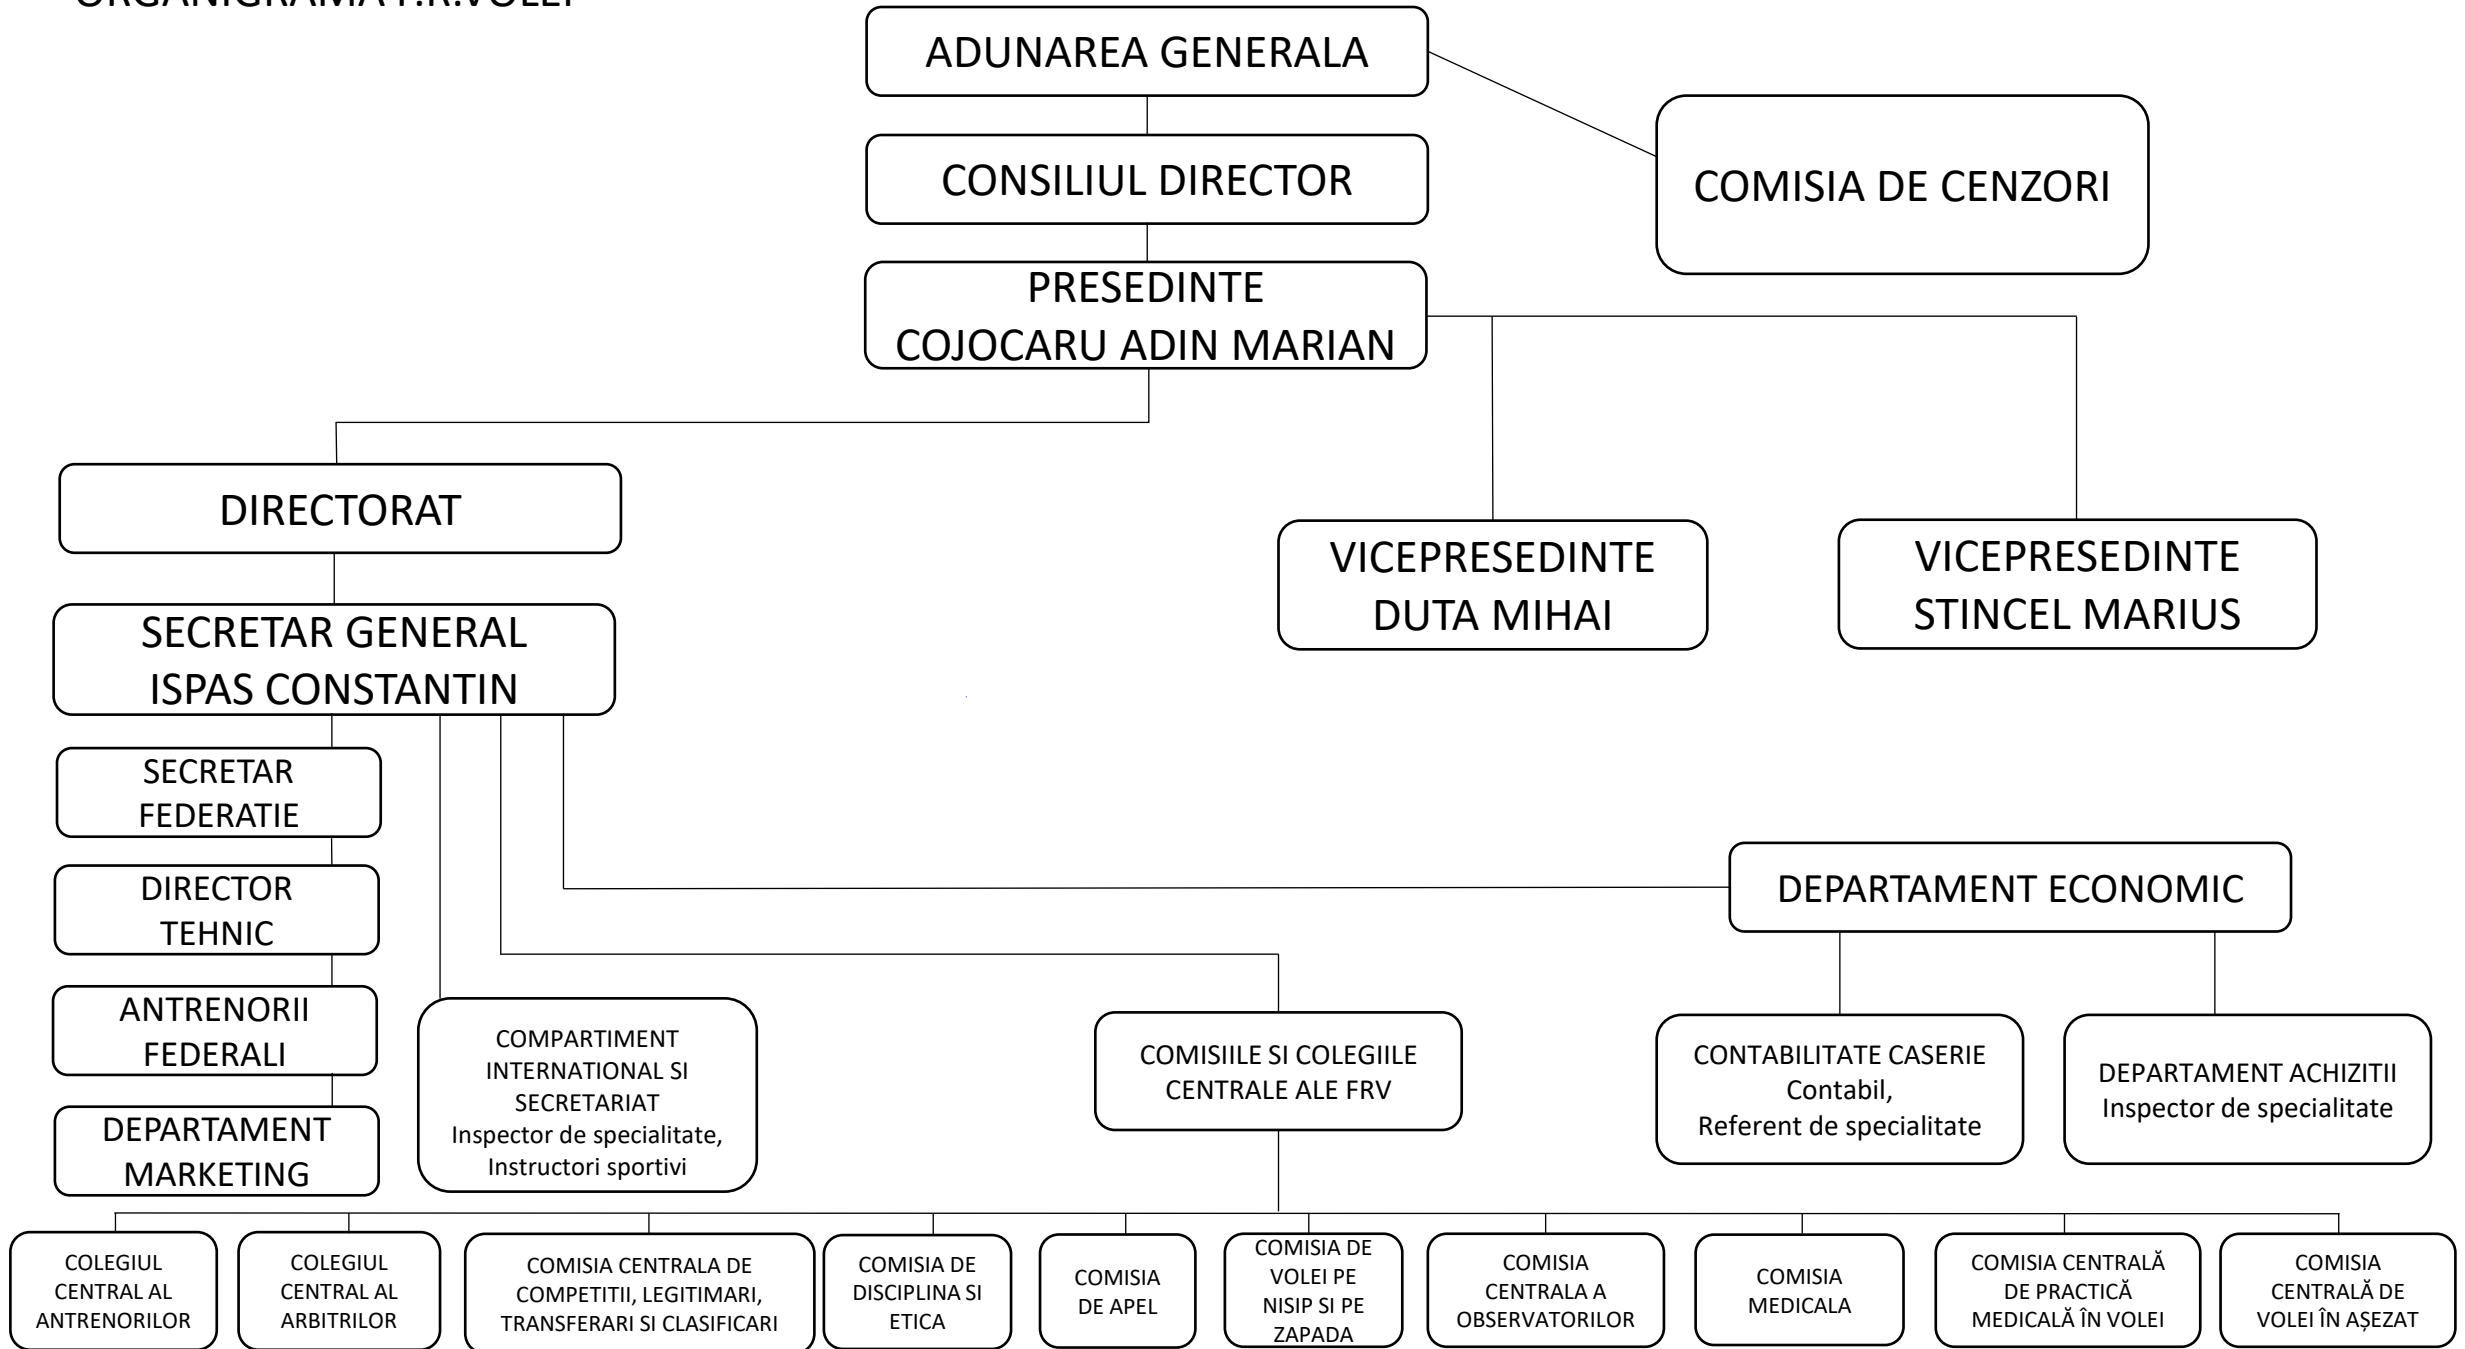 ORGANIGRAMA F.R.VOLEI
ADUNAREA GENERALA
COMISIA DE CENZORI
CONSILIUL DIRECTOR
PRESEDINTE
COJOCARU ADIN MARIAN
DIRECTORAT
VICEPRESEDINTE
DUTA MIHAI
VICEPRESEDINTE
STINCEL MARIUS
SECRETAR GENERAL
ISPAS CONSTANTIN
SECRETAR
FEDERATIE
DIRECTOR
TEHNIC
DEPARTAMENT ECONOMIC
ANTRENORII
FEDERALI
DEPARTAMENT
MARKETING
COMPARTIMENT
INTERNATIONAL SI
SECRETARIAT
Inspector de specialitate,
Instructori sportivi
COMISIILE SI COLEGIILE
CENTRALE ALE FRV
CONTABILITATE CASERIE
Contabil,
Referent de specialitate
DEPARTAMENT ACHIZITII
Inspector de specialitate
COLEGIUL
CENTRAL AL
ANTRENORILOR
COLEGIUL
CENTRAL AL
ARBITRILOR
COMISIA CENTRALA DE
COMPETITII, LEGITIMARI,
TRANSFERARI SI CLASIFICARI
COMISIA DE
DISCIPLINA SI
ETICA
COMISIA
DE APEL
COMISIA DE
VOLEI PE
NISIP SI PE
ZAPADA
COMISIA
CENTRALA A
OBSERVATORILOR
COMISIA
MEDICALA
COMISIA CENTRALĂ
DE PRACTICĂ
MEDICALĂ ÎN VOLEI
COMISIA
CENTRALĂ DE
VOLEI ÎN AȘEZAT